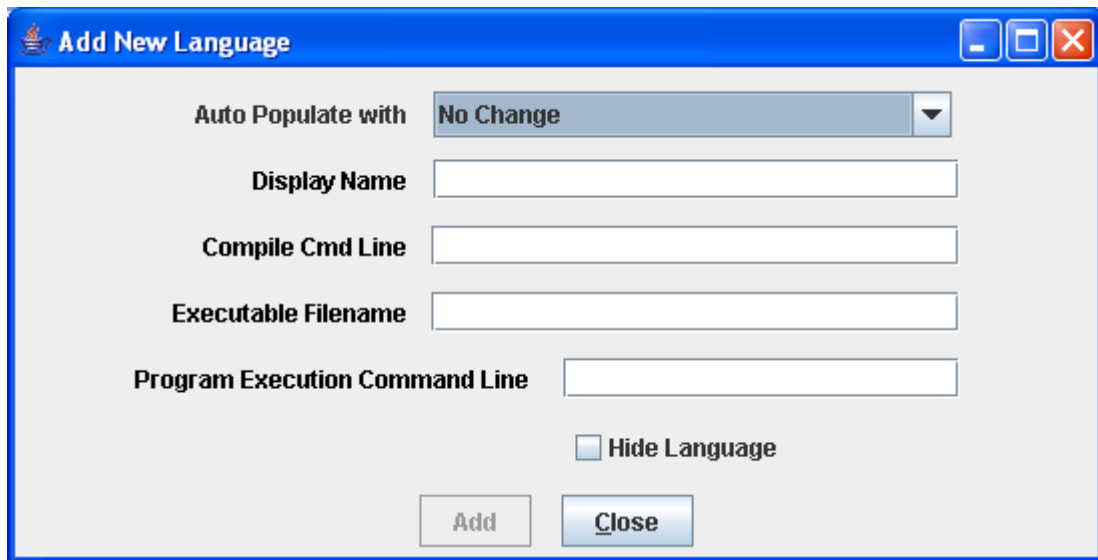 Add New Language
Auto Populate with No Change
Display Name
Compile Cmd Line
Executable Filename
Program Execution Command Line
Hide Language
Add Close